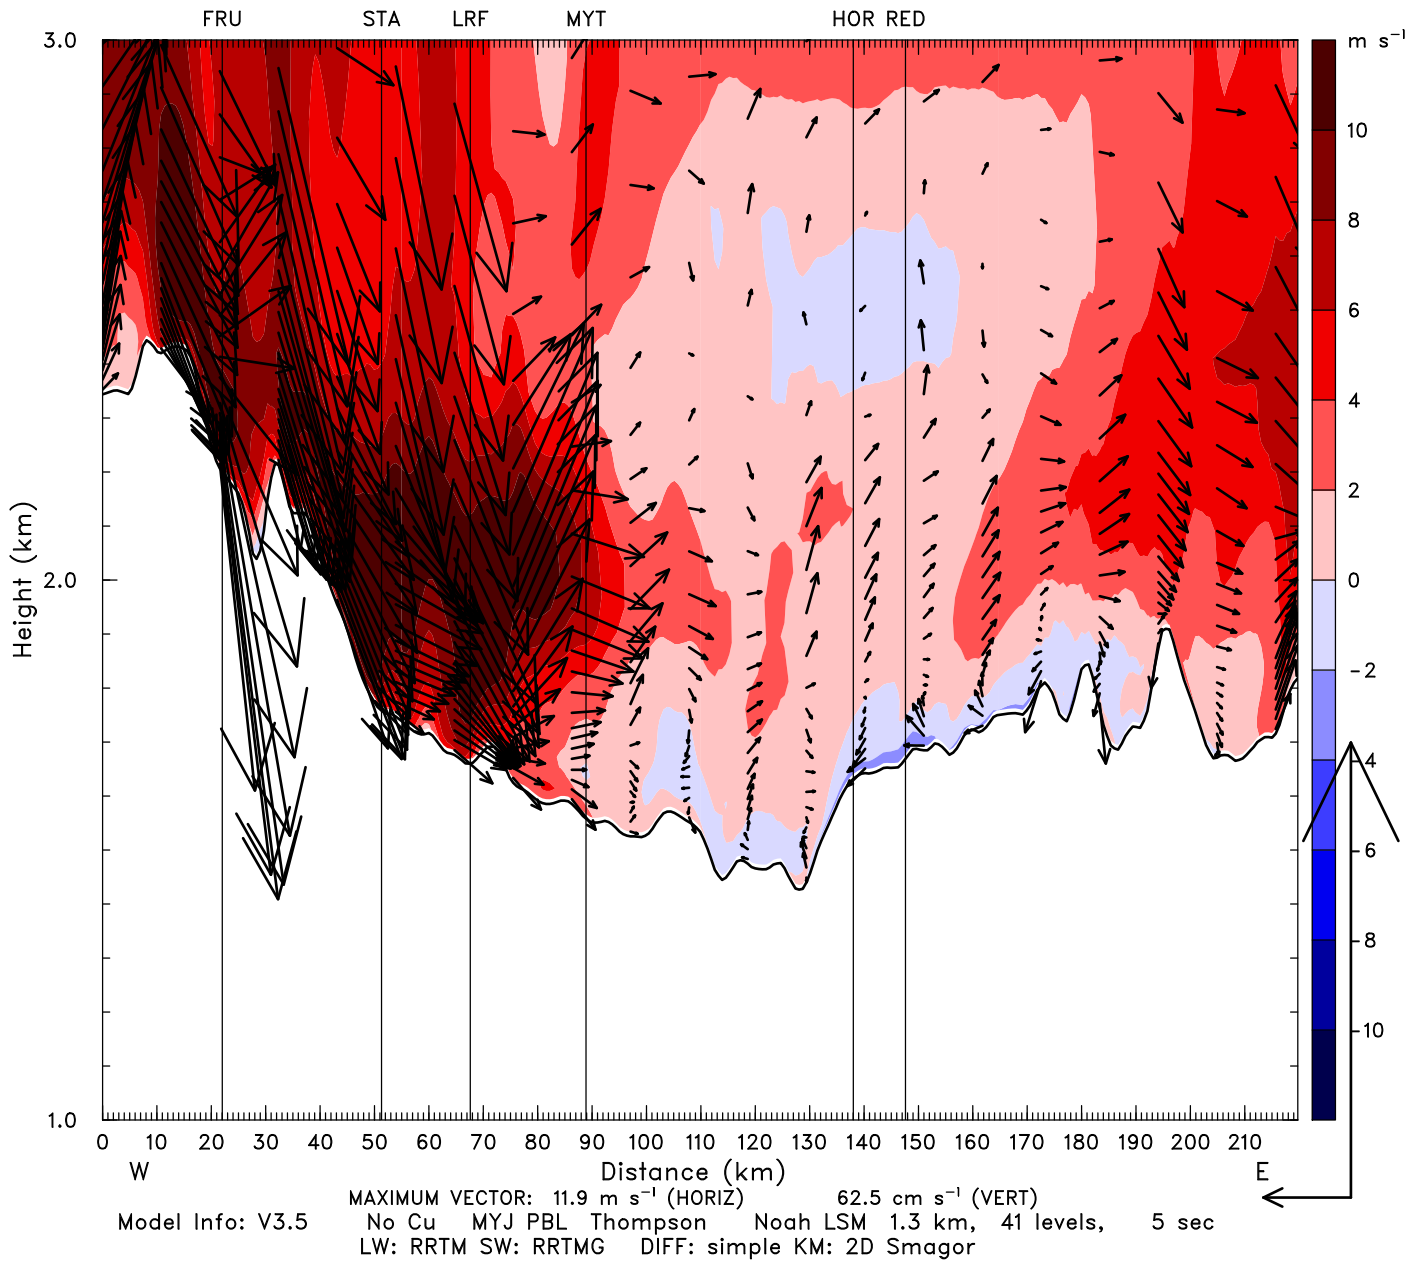 FRU STA LRF MYT HOR RED
3.0
m s⁻¹
10
8
6
4
2
Height (km)
2.0
0
−2
−4
−6
−8
−10
1.0
0 10 20 30 40 50 60 70 80 90 100 110 120 130 140 150 160 170 180 190 200 210
W Distance (km) E
MAXIMUM VECTOR: 11.9 m s⁻¹ (HORIZ) 62.5 cm s⁻¹ (VERT)
Model Info: V3.5 No Cu MYJ PBL Thompson Noah LSM 1.3 km, 41 levels, 5 sec
LW: RRTM SW: RRTMG DIFF: simple KM: 2D Smagor